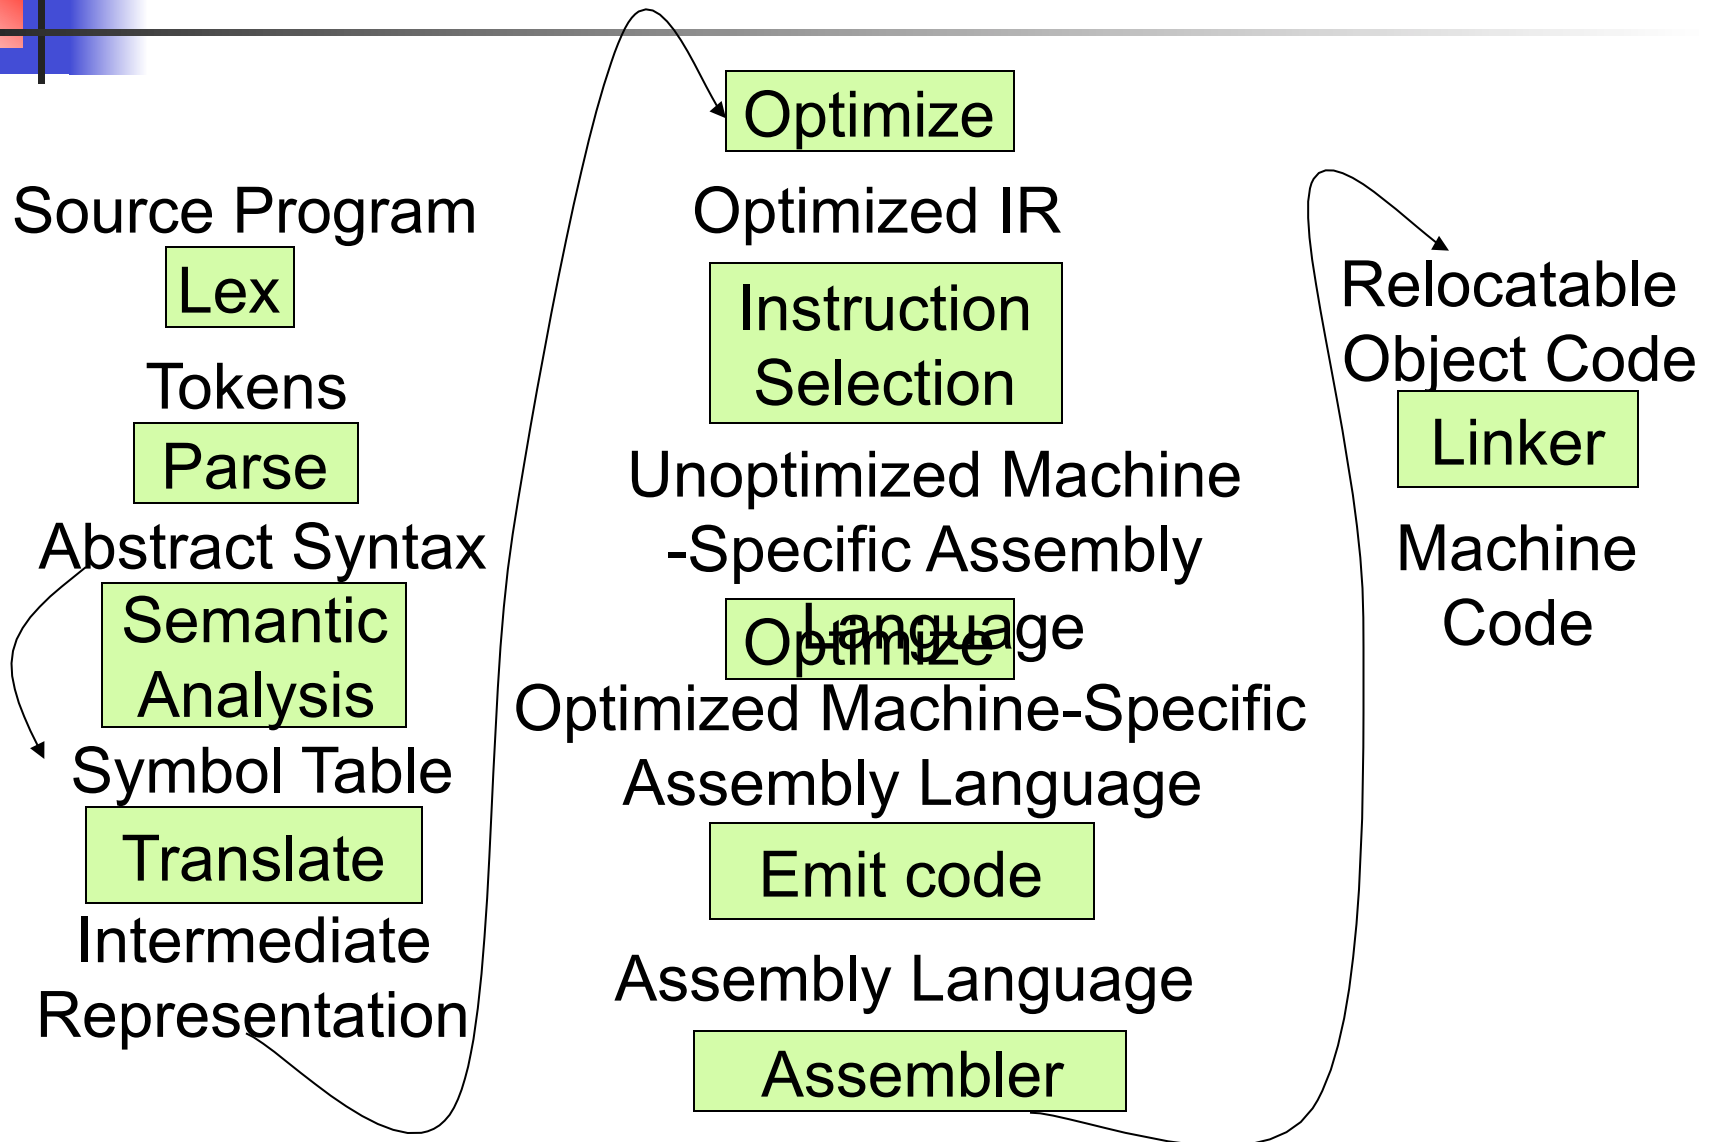 Source Program
Lex
Tokens
Parse
Abstract Syntax
Semantic
Analysis
Symbol Table
Translate
Intermediate
Representation
Optimize
Optimized IR
Instruction
Selection
Unoptimized Machine
-Specific Assembly
Language
Optimize
Optimized Machine-Specific
Assembly Language
Emit code
Assembly Language
Assembler
Relocatable
Object Code
Linker
Machine
Code